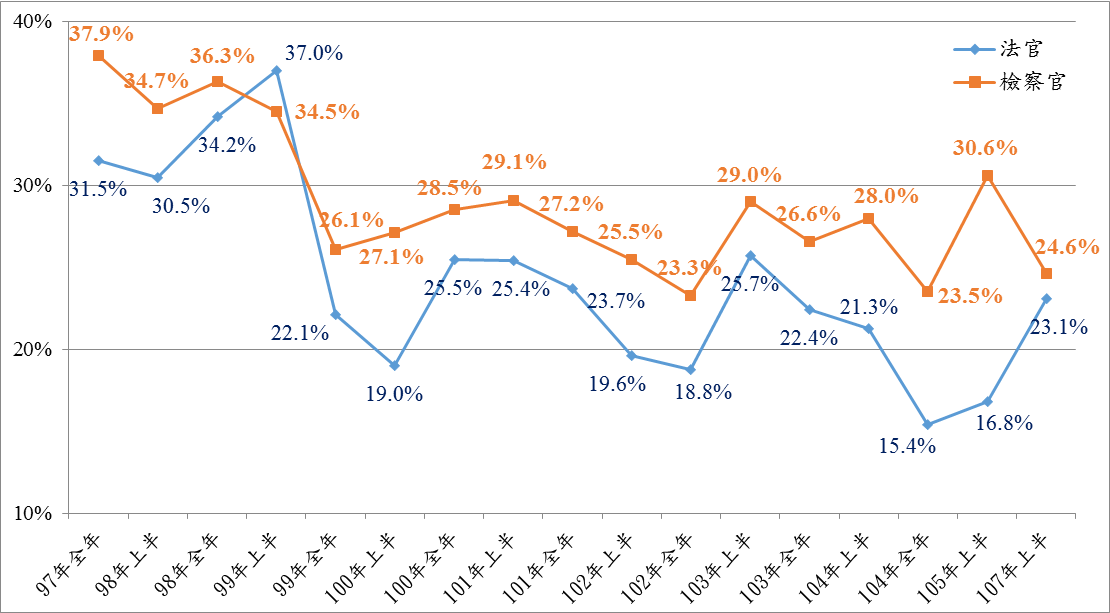 40%
30%
20%
10%
法官
檢察官
37.9%
34.7%
36.3%
34.5%
26.1%
27.1%
28.5%
29.1%
27.2%
25.5%
23.3%
29.0%
26.6%
28.0%
23.5%
30.6%
24.6%
31.5%
30.5%
34.2%
37.0%
22.1%
19.0%
25.5%
25.4%
23.7%
19.6%
18.8%
25.7%
22.4%
21.3%
15.4%
16.8%
23.1%
97年全年
98年上半
98年全年
99年上半
99年全年
100年上半
100年全年
101年上半
101年全年
102年上半
102年全年
103年上半
103年全年
104年上半
104年全年
105年上半
107年上半